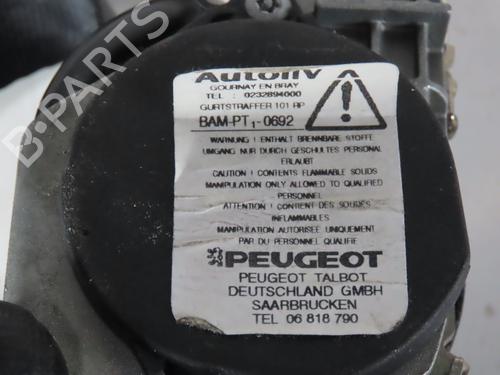 Autoliv
GOURNAY EN BRAY
TEL : 0232894000
GURTSTRAFFER 101 RP
BAM-PT1-0692
WARNUNG ! ENTHALT BRENNBARE STOFFE
UMGANG NUR DURCH GESCHULTES PERSONAL
ERLAUBT
CAUTION ! CONTENTS FLAMMABLE SOLIDS
MANIPULATION ONLY ALLOWED TO QUALIFIED
PERSONNEL
ATTENTION ! CONTIENT DES SOLIDES
INFLAMMABLES
MANIPULATION AUTORISEE UNIQUEMENT
PAR DU PERSONNEL QUALIFIE
PEUGEOT
PEUGEOT TALBOT
DEUTSCHLAND GMBH
SAARBRUCKEN
TEL 06 818 790